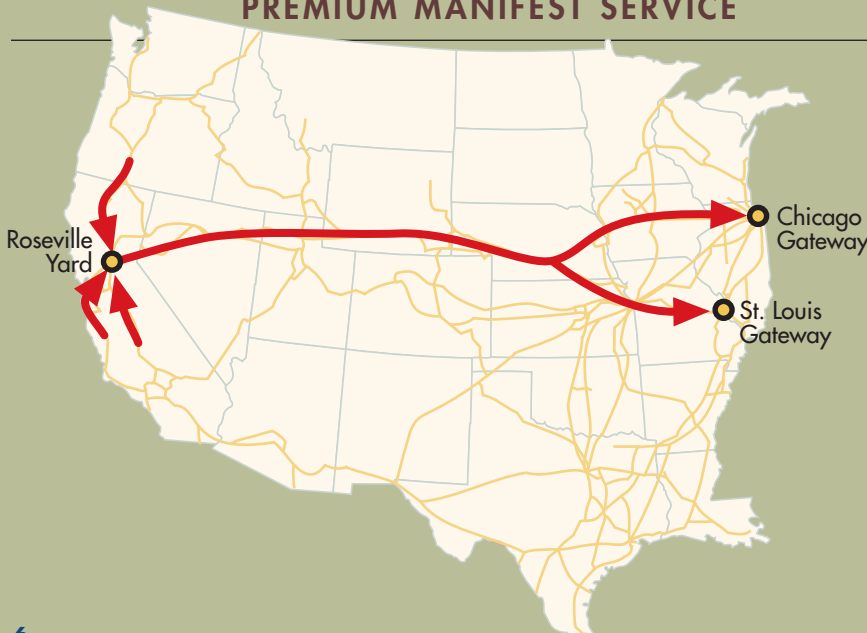 PREMIUM MANIFEST SERVICE
Roseville
Yard
Chicago
Gateway
St. Louis
Gateway